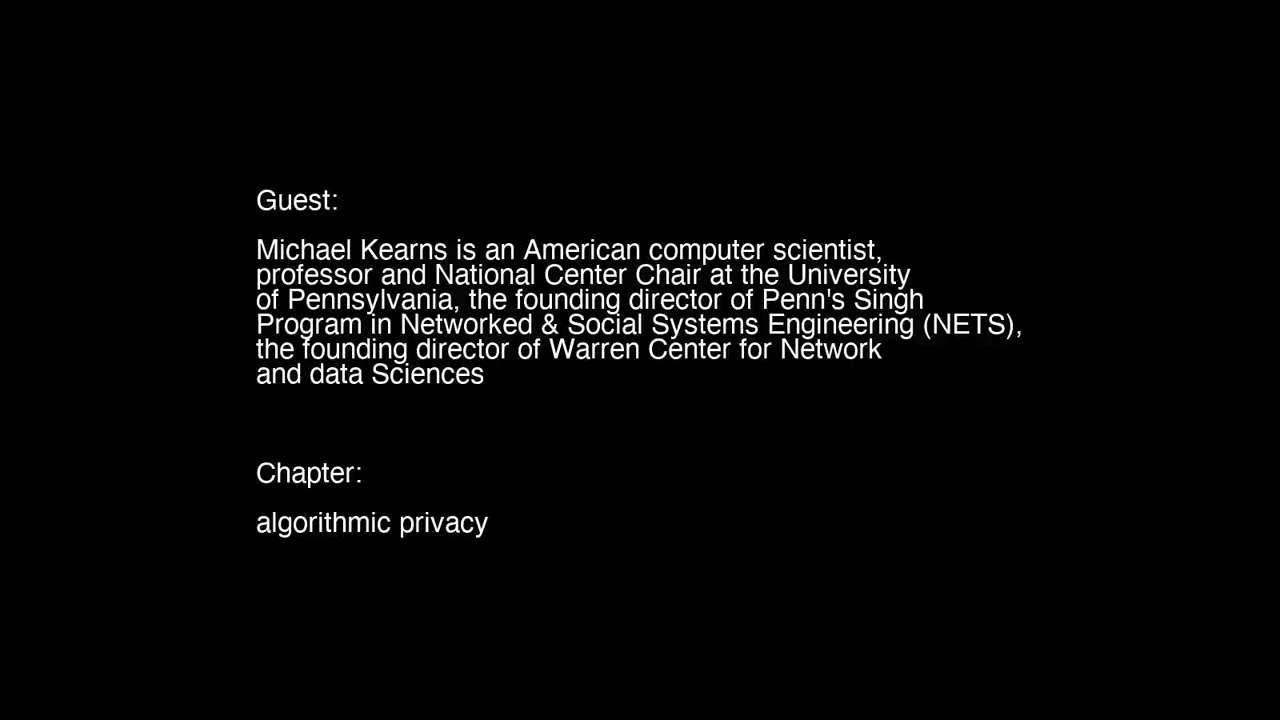 Guest:
Michael Kearns is an American computer scientist,
professor and National Center Chair at the University
of Pennsylvania, the founding director of Penn's Singh
Program in Networked & Social Systems Engineering (NETS),
the founding director of Warren Center for Network
and data Sciences
Chapter:
algorithmic privacy